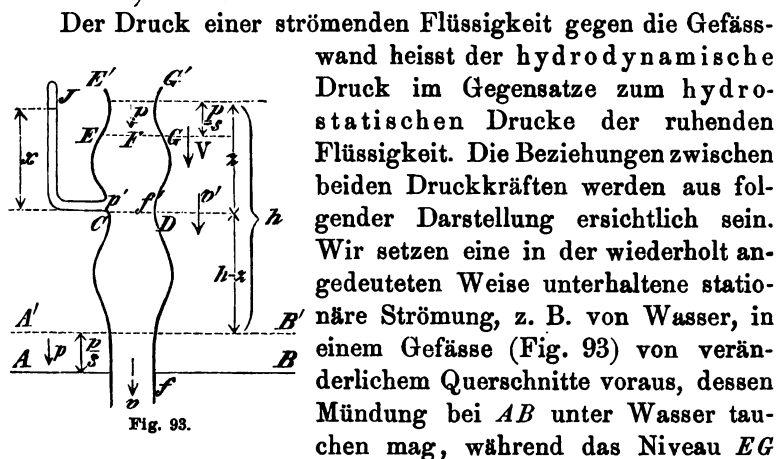 Der Druck einer strömenden Flüssigkeit gegen die Gefäss-
wand heisst der hydrodynamische
Druck im Gegensatze zum hydro-
statischen Drucke der ruhenden
Flüssigkeit. Die Beziehungen zwischen
beiden Druckkräften werden aus fol-
gender Darstellung ersichtlich sein.
Wir setzen eine in der wiederholt an-
gedeuteten Weise unterhaltene statio-
näre Strömung, z. B. von Wasser, in
einem Gefässe (Fig. 93) von verän-
derlichem Querschnitte voraus, dessen
Mündung bei AB unter Wasser tau-
chen mag, während das Niveau EG
E' G'
J p p/s
E F G
V z
x
p' f' v' h
C D
h-z
A' B'
p p/s
A B
v f
Fig. 93.